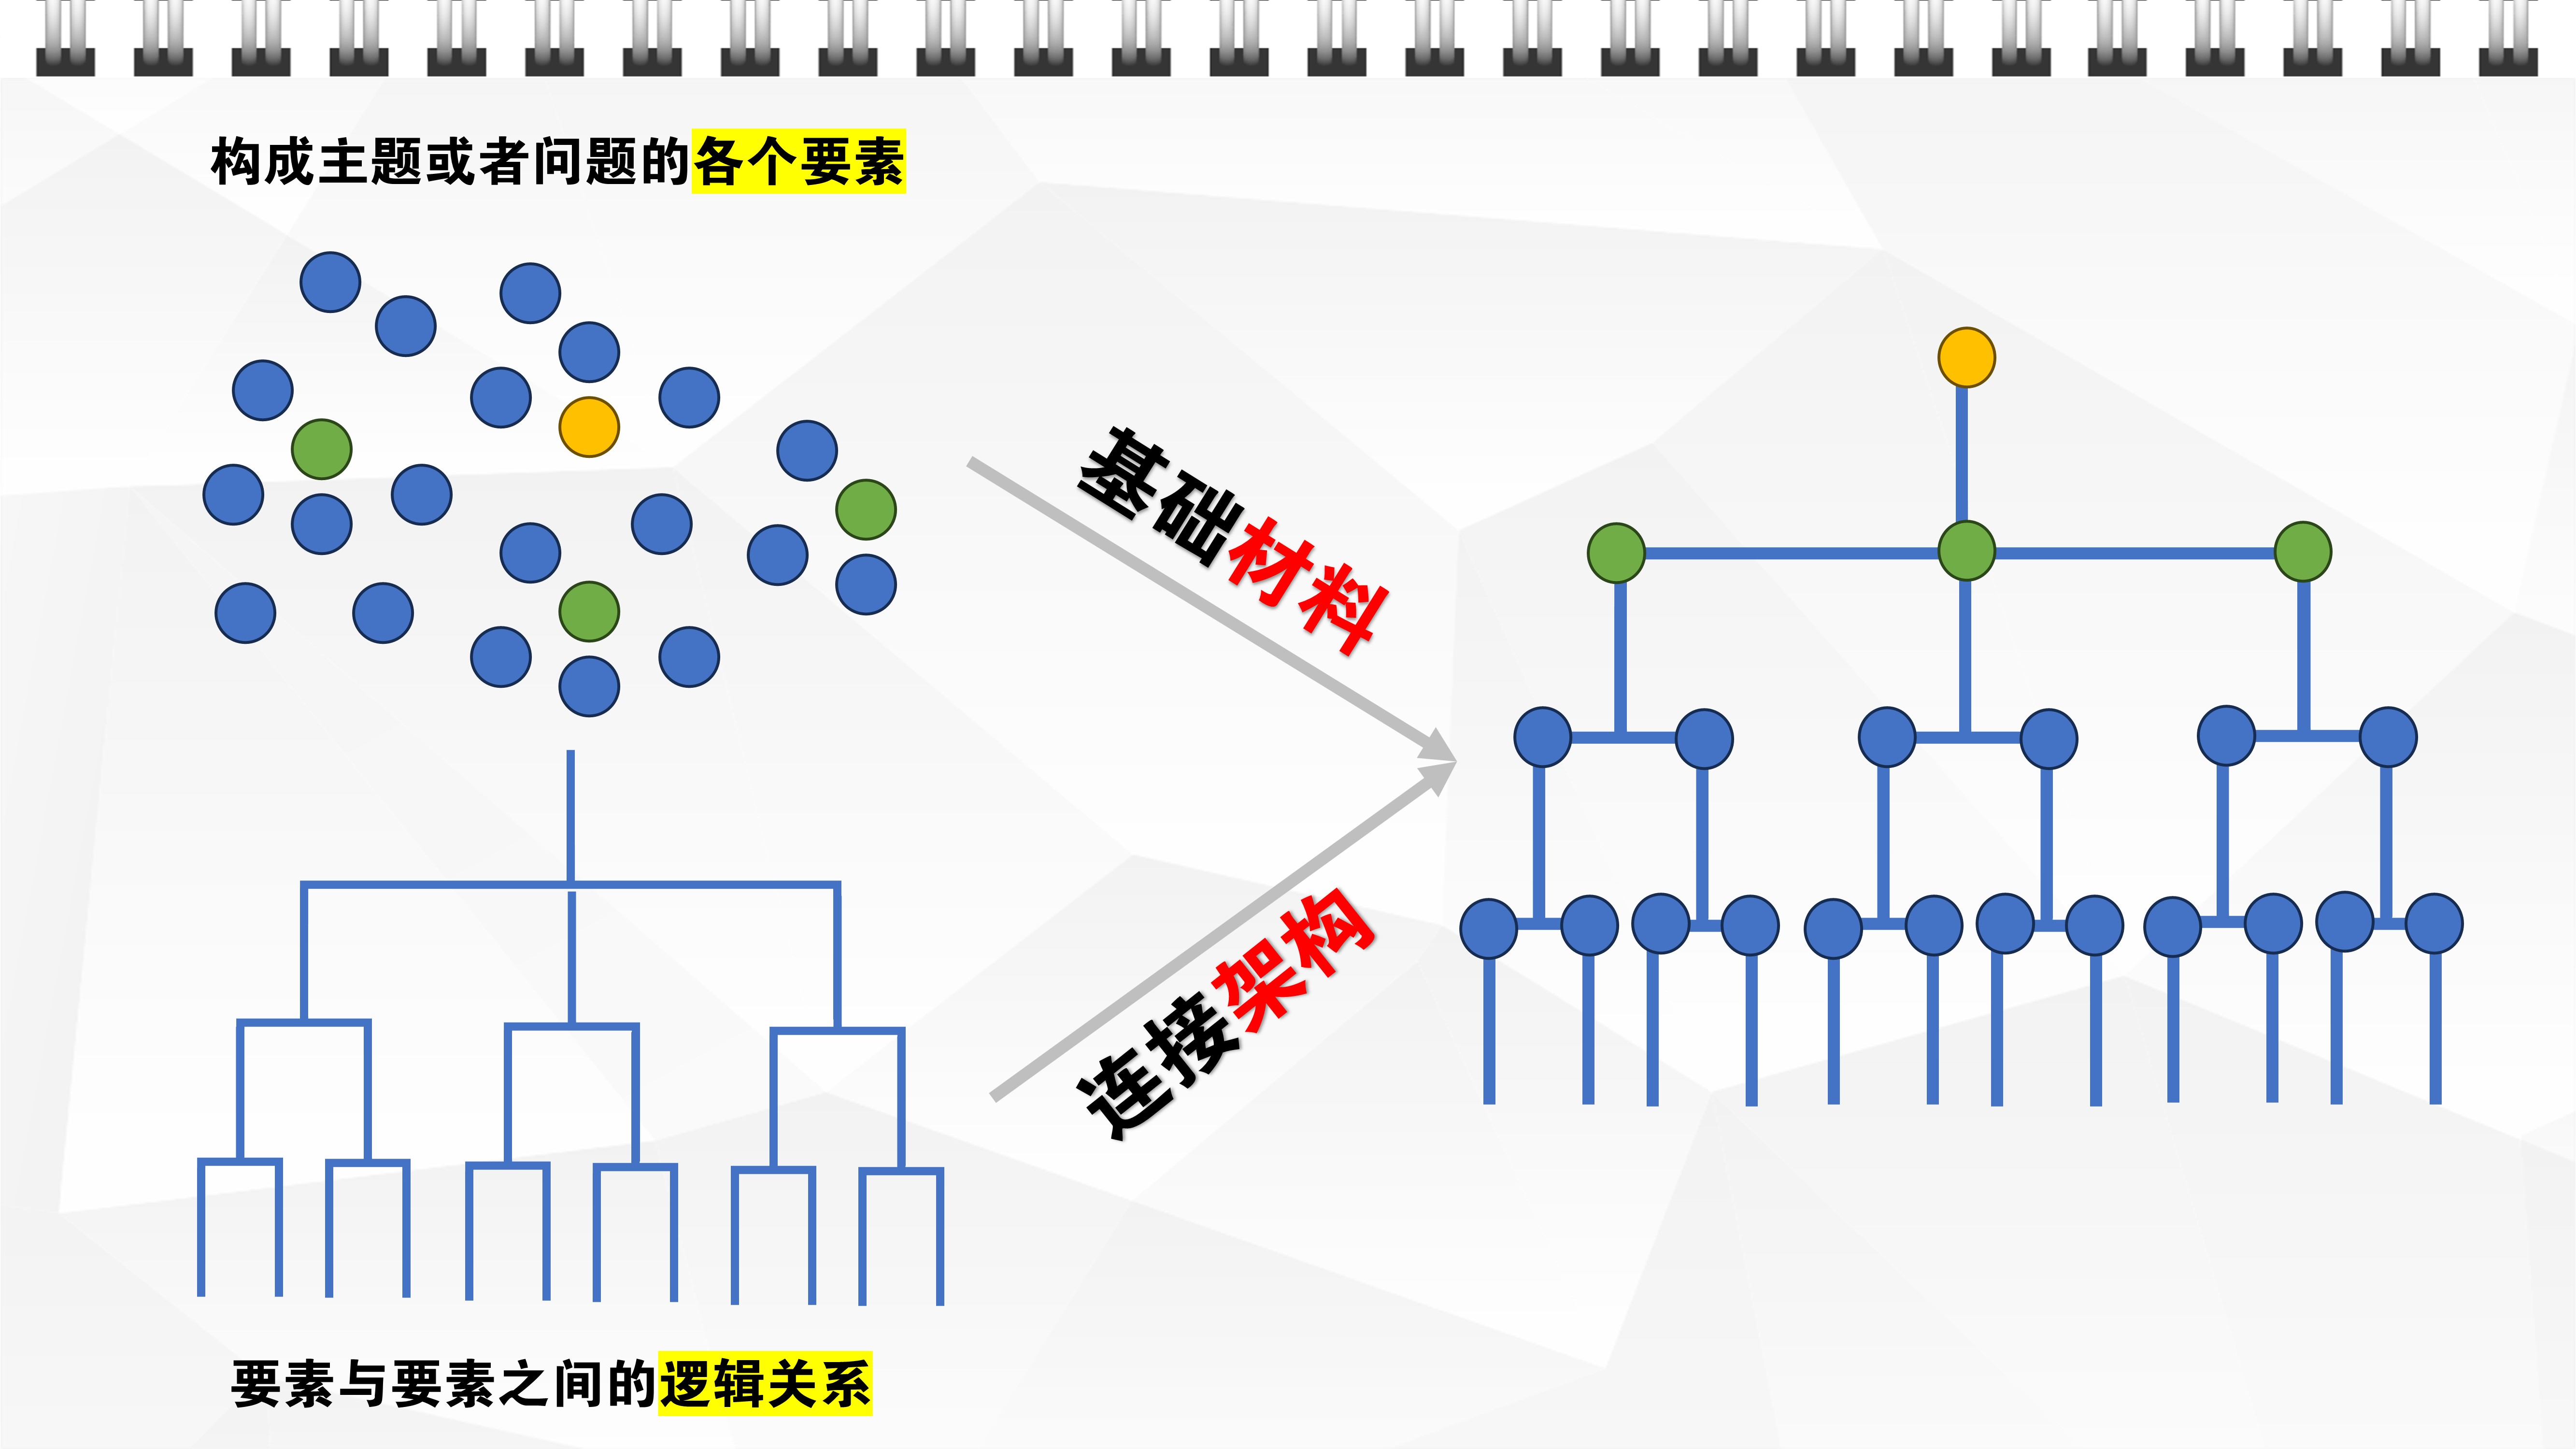 构成主题或者问题的各个要素
基础材料
连接架构
要素与要素之间的逻辑关系